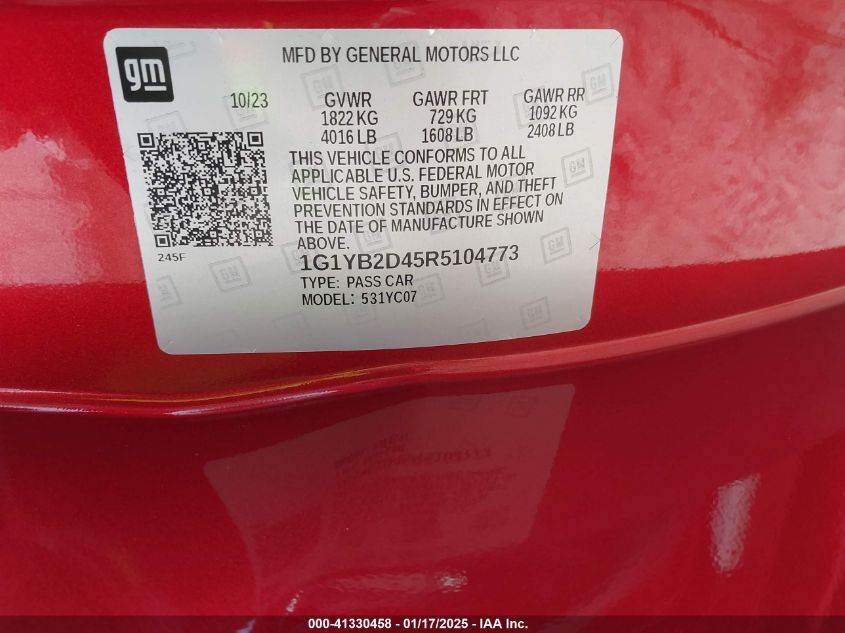 gm
MFD BY GENERAL MOTORS LLC
10/23 GVWR GAWR FRT GAWR RR
1822 KG 729 KG 1092 KG
4016 LB 1608 LB 2408 LB
THIS VEHICLE CONFORMS TO ALL
APPLICABLE U.S. FEDERAL MOTOR
VEHICLE SAFETY, BUMPER, AND THEFT
PREVENTION STANDARDS IN EFFECT ON
THE DATE OF MANUFACTURE SHOWN
ABOVE.
245F
1G1YB2D45R5104773
TYPE: PASS CAR
MODEL: 531YC07
000-41330458 - 01/17/2025 - IAA Inc.